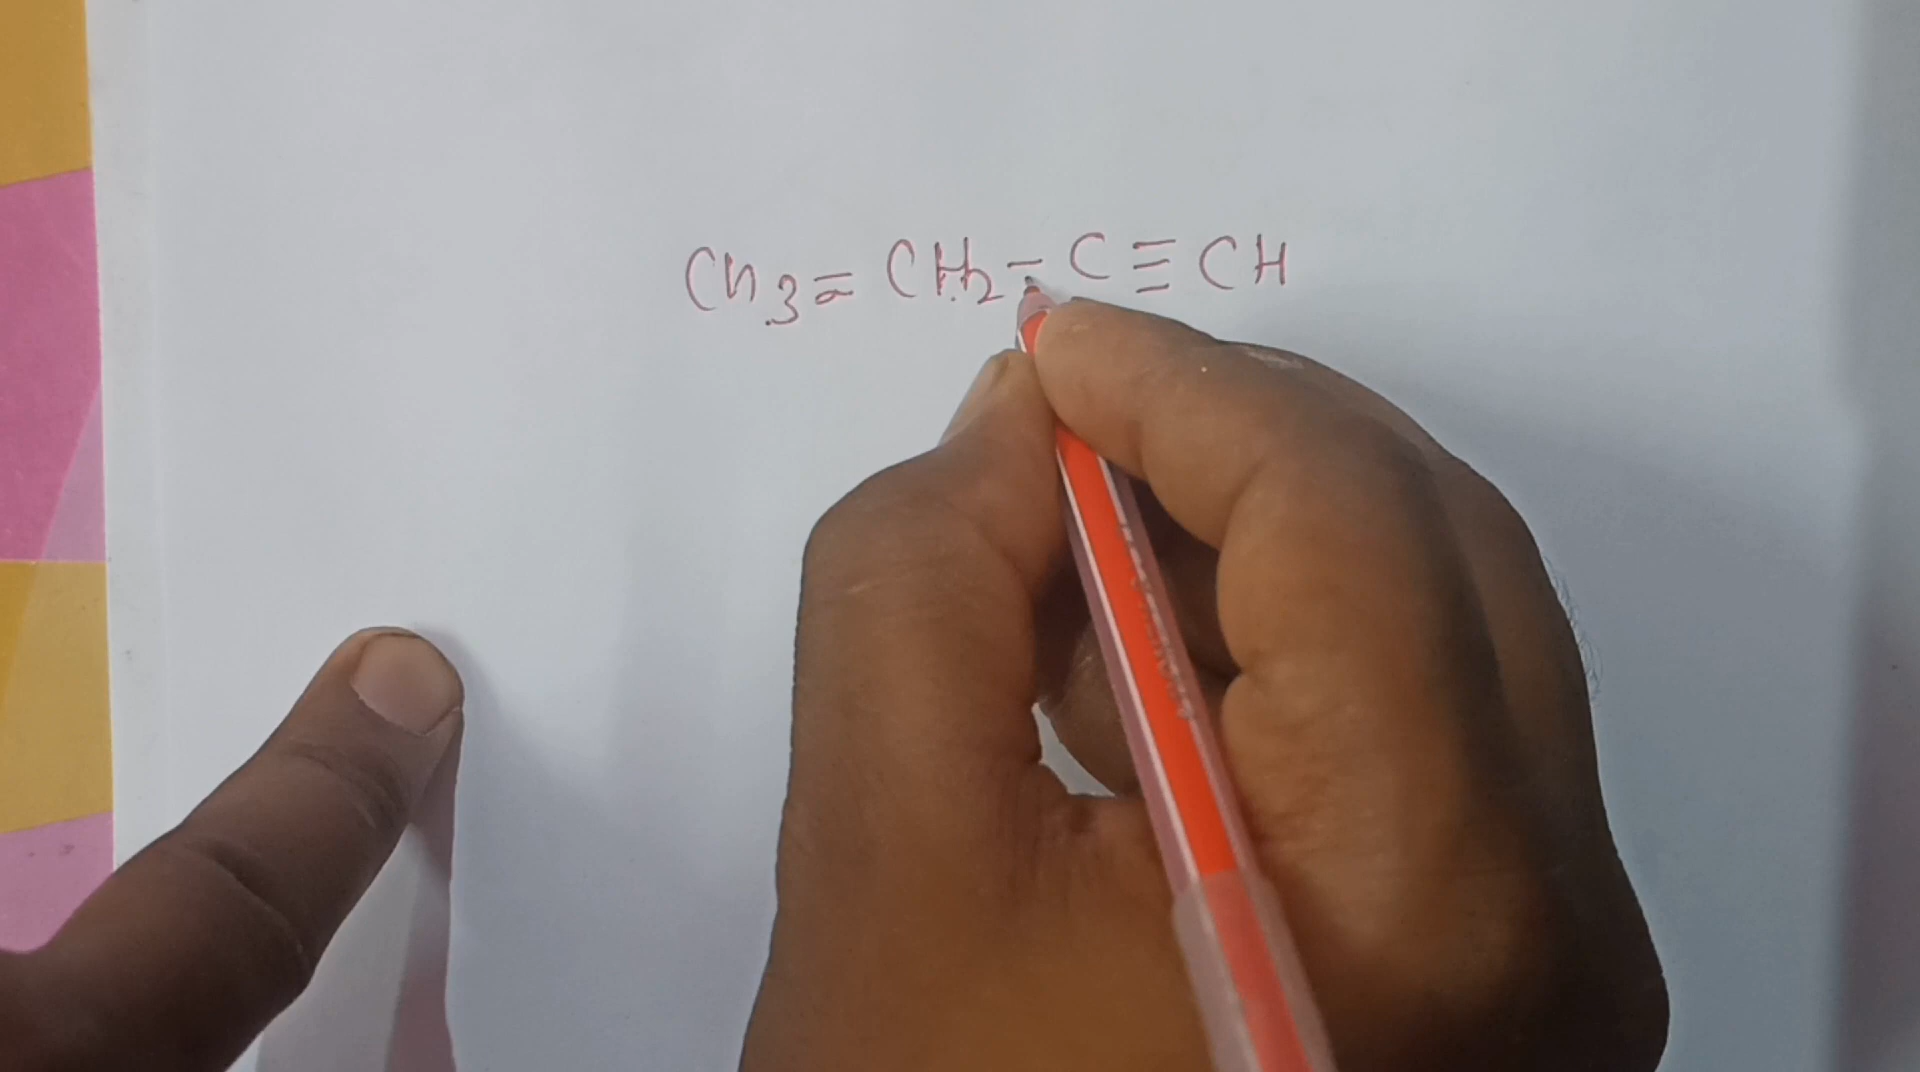 CH3 = CH2 - C ≡ CH